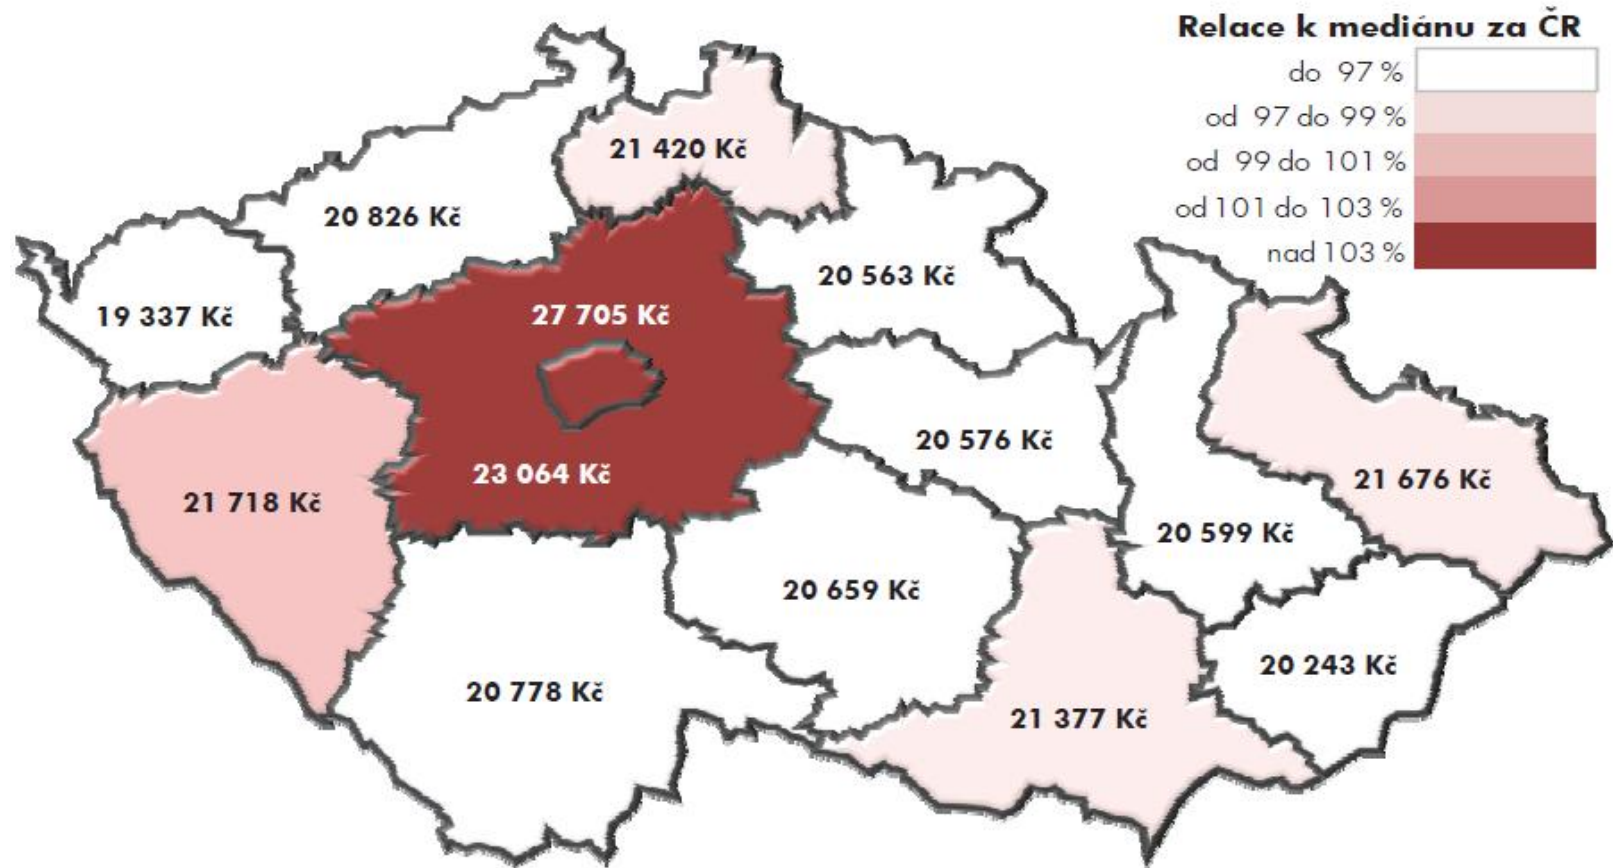 Relace k mediánu za ČR
do 97 %
od 97 do 99 %
od 99 do 101 %
od 101 do 103 %
nad 103 %
21 420 Kč
20 826 Kč
20 563 Kč
19 337 Kč
27 705 Kč
20 576 Kč
23 064 Kč
21 718 Kč
21 676 Kč
20 599 Kč
20 659 Kč
20 243 Kč
20 778 Kč
21 377 Kč